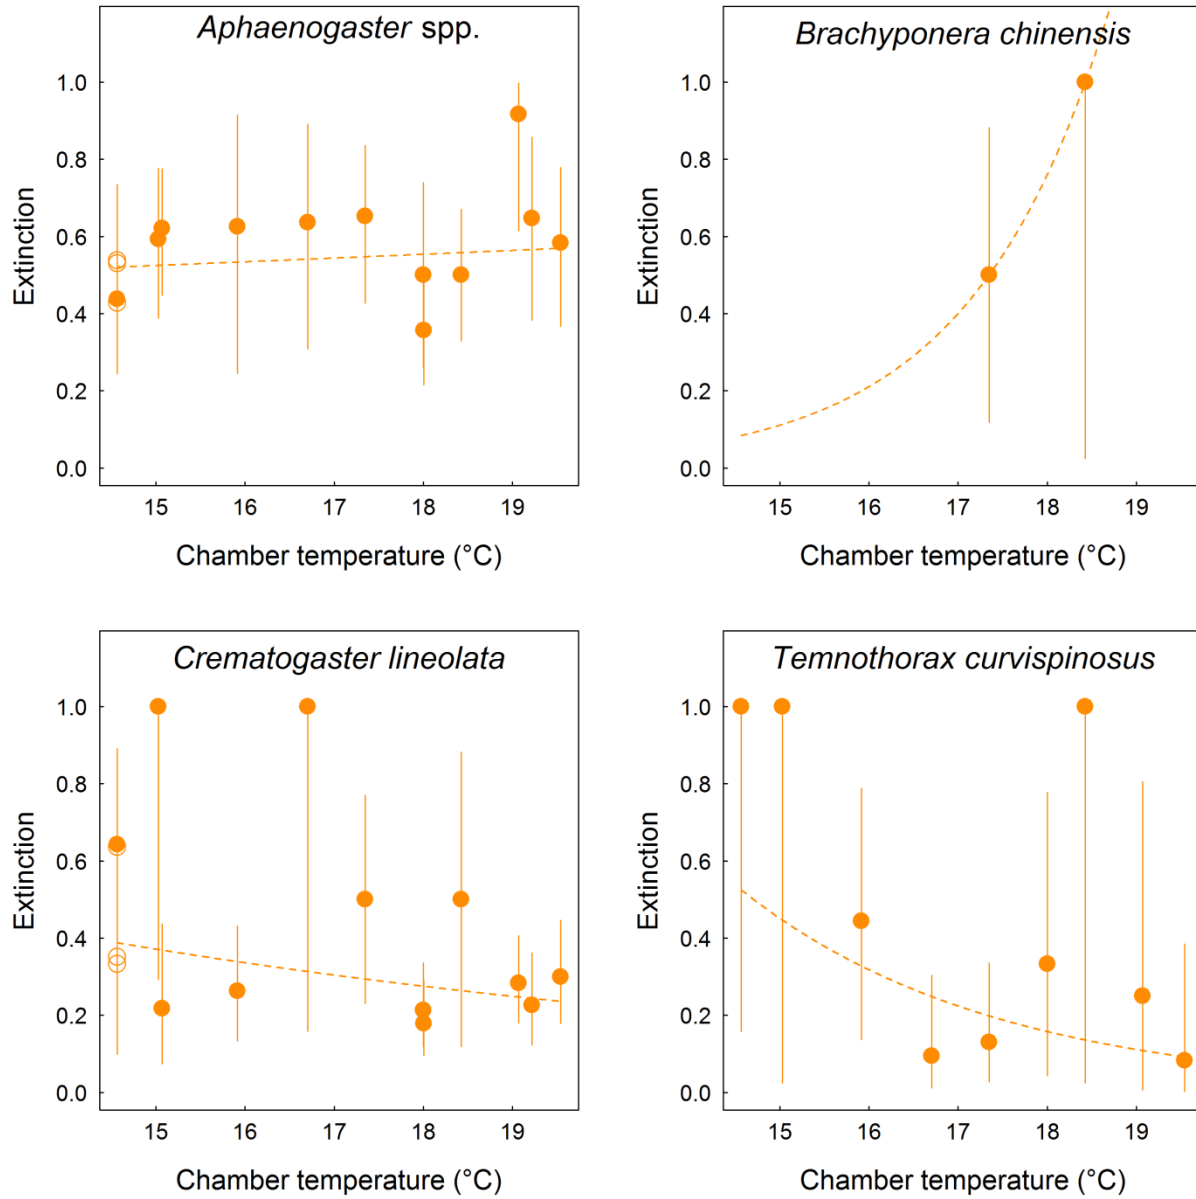 Aphaenogaster spp.
Extinction
1.0
0.8
0.6
0.4
0.2
0.0
15 16 17 18 19
Chamber temperature (°C)
Brachyponera chinensis
Extinction
1.0
0.8
0.6
0.4
0.2
0.0
15 16 17 18 19
Chamber temperature (°C)
Crematogaster lineolata
Extinction
1.0
0.8
0.6
0.4
0.2
0.0
15 16 17 18 19
Chamber temperature (°C)
Temnothorax curvispinosus
Extinction
1.0
0.8
0.6
0.4
0.2
0.0
15 16 17 18 19
Chamber temperature (°C)